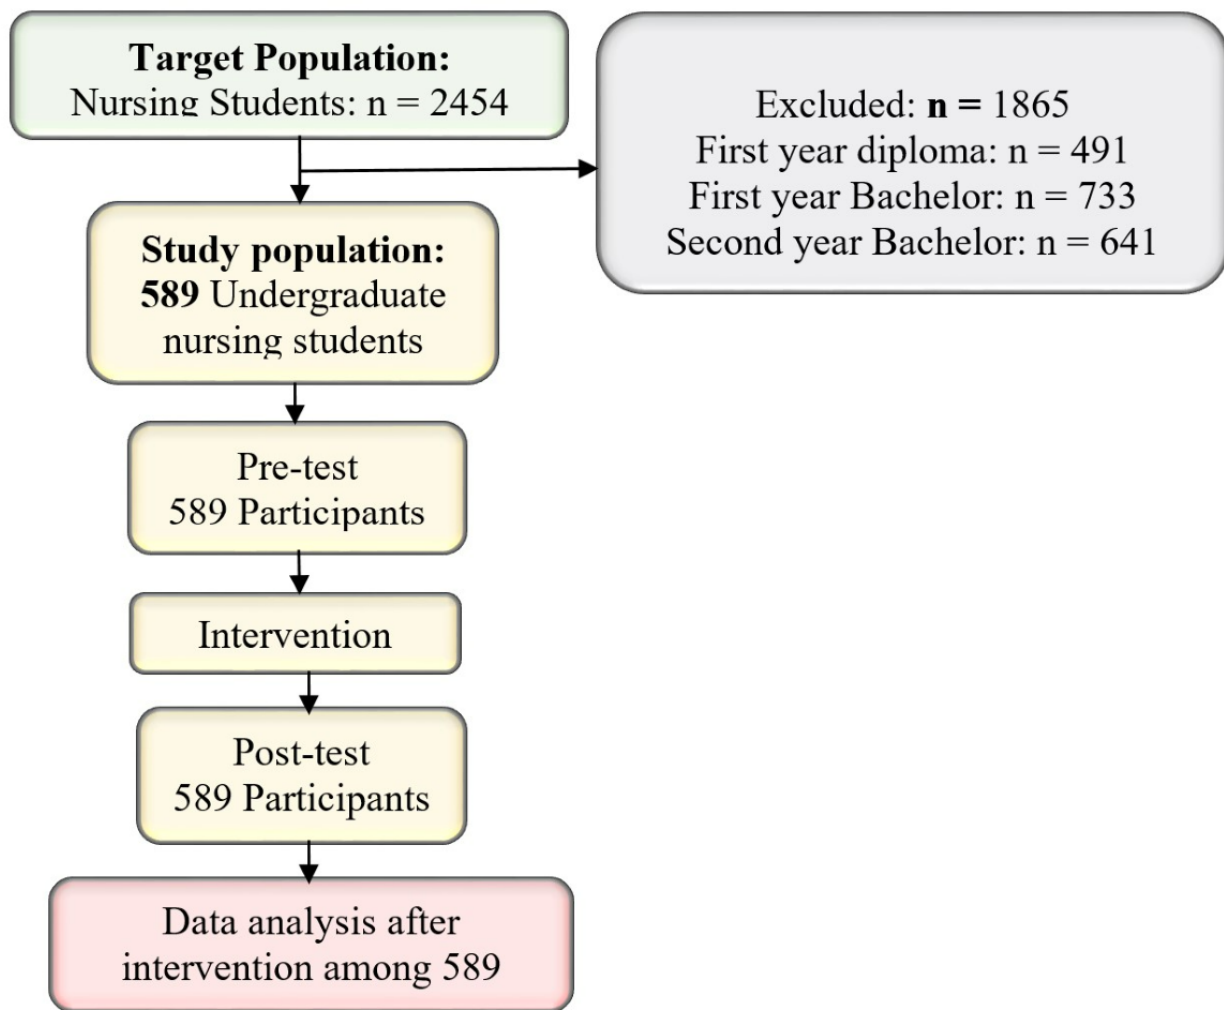 Target Population:
Nursing Students: n = 2454
Excluded: n = 1865
First year diploma: n = 491
First year Bachelor: n = 733
Second year Bachelor: n = 641
Study population:
589 Undergraduate
nursing students
Pre-test
589 Participants
Intervention
Post-test
589 Participants
Data analysis after
intervention among 589